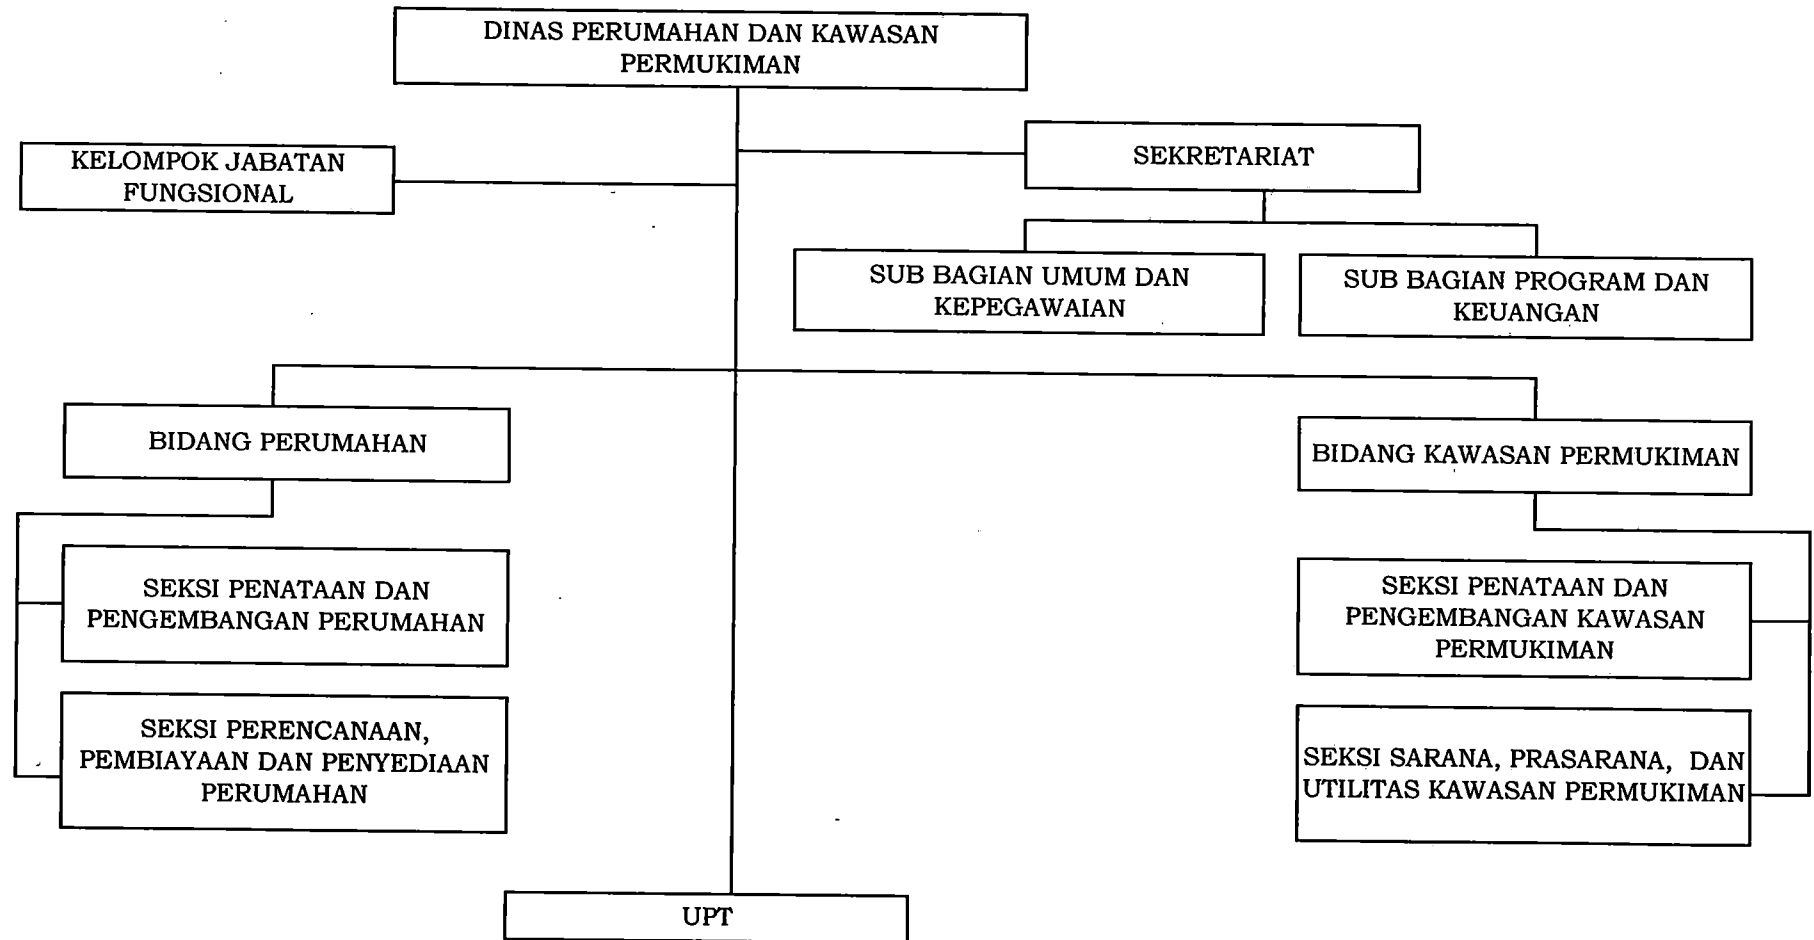 DINAS PERUMAHAN DAN KAWASAN
PERMUKIMAN
KELOMPOK JABATAN
FUNGSIONAL
SEKRETARIAT
SUB BAGIAN UMUM DAN
KEPEGAWAIAN
SUB BAGIAN PROGRAM DAN
KEUANGAN
BIDANG PERUMAHAN
BIDANG KAWASAN PERMUKIMAN
SEKSI PENATAAN DAN
PENGEMBANGAN PERUMAHAN
SEKSI PENATAAN DAN
PENGEMBANGAN KAWASAN
PERMUKIMAN
SEKSI PERENCANAAN,
PEMBIAYAAN DAN PENYEDIAAN
PERUMAHAN
SEKSI SARANA, PRASARANA, DAN
UTILITAS KAWASAN PERMUKIMAN
UPT